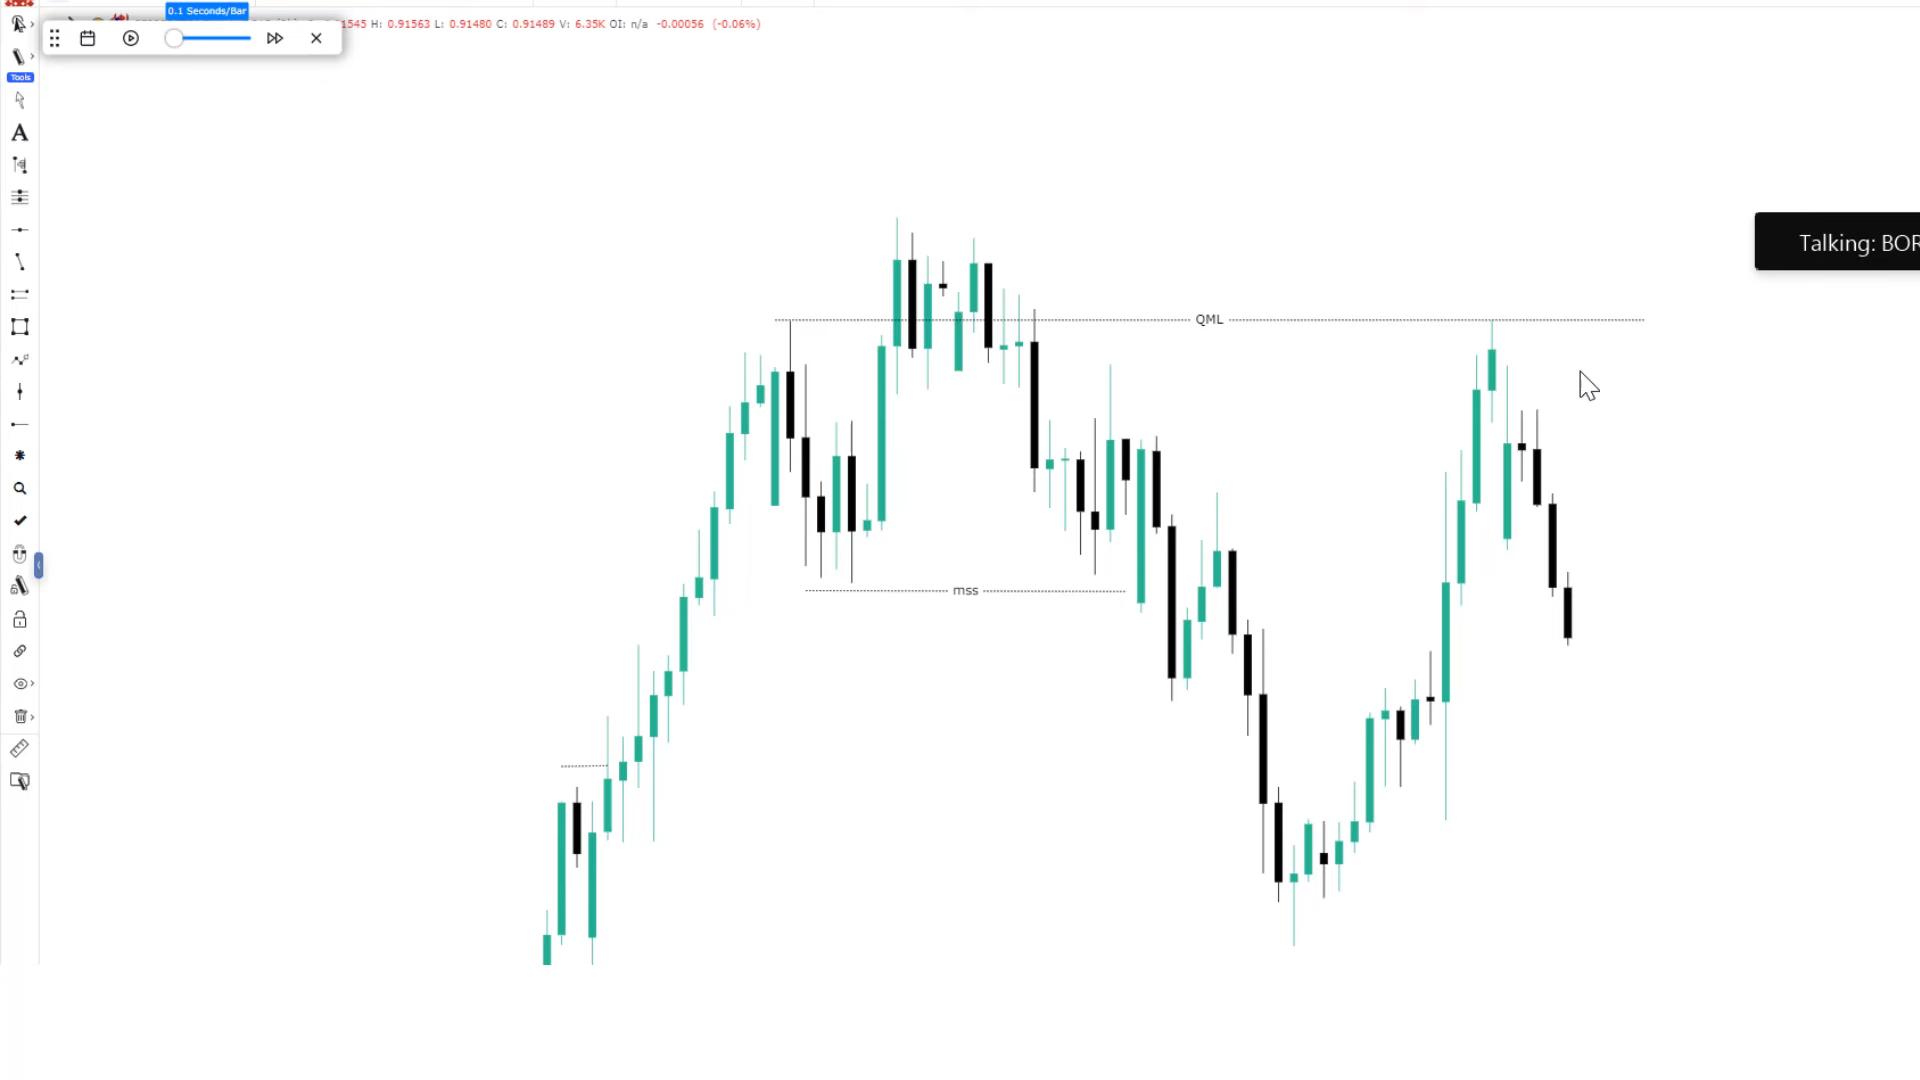 0.1 Seconds/Bar
1545 H: 0.91563 L: 0.91480 C: 0.91489 V: 6.35K OI: n/a -0.00056 (-0.06%)
Tools
A
Talking: BOR
QML
mss